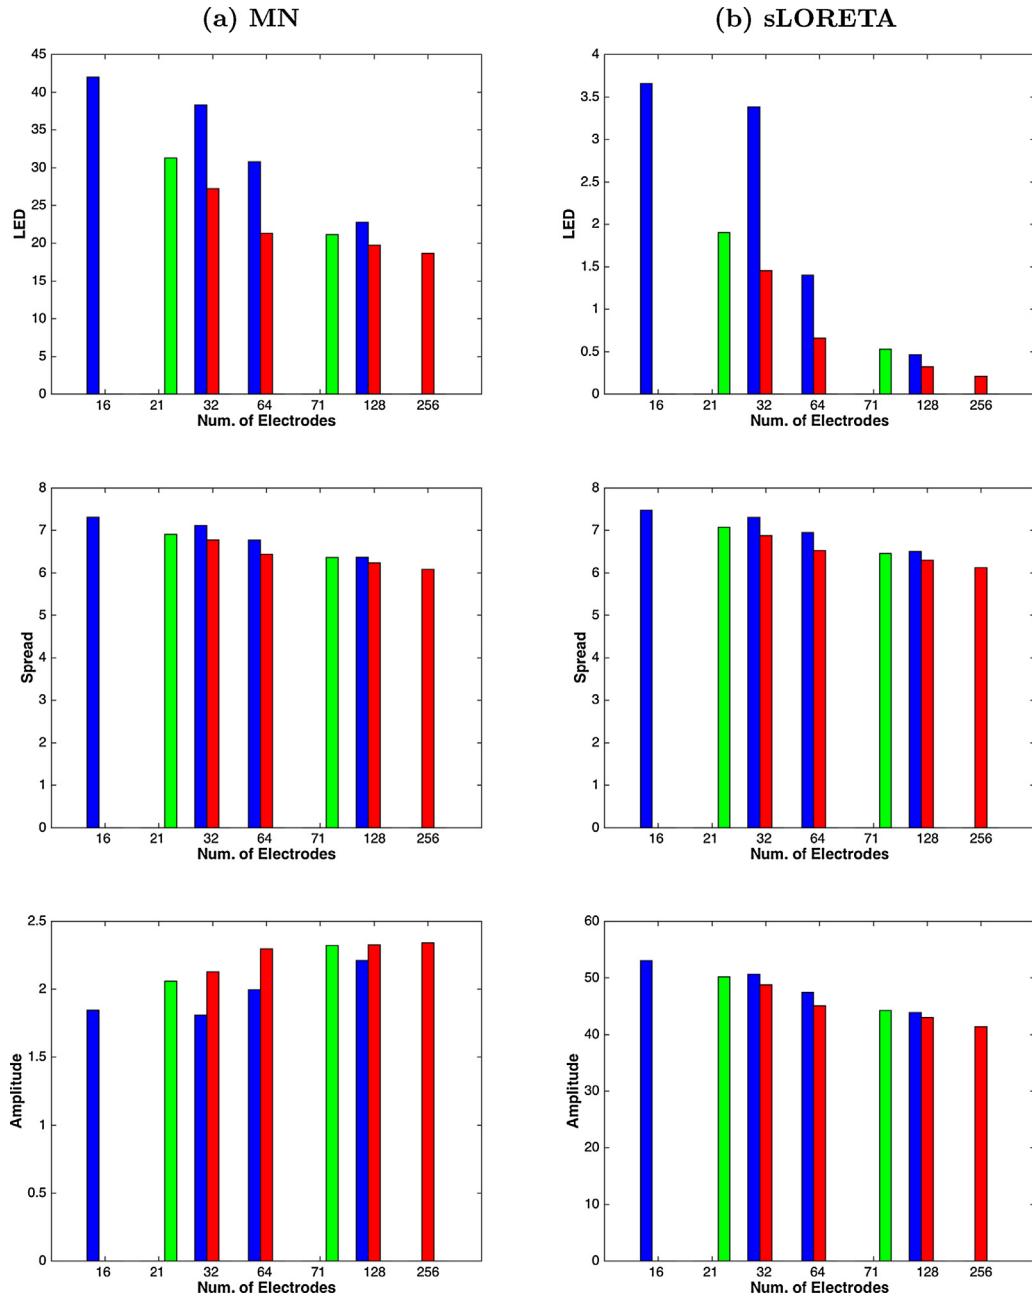 (a) MN
(b) sLORETA
45
40
35
30
25
20
15
10
5
0
LED
16 21 32 64 71 128 256
Num. of Electrodes
4
3.5
3
2.5
2
1.5
1
0.5
0
LED
16 21 32 64 71 128 256
Num. of Electrodes
8
7
6
5
4
3
2
1
0
Spread
16 21 32 64 71 128 256
Num. of Electrodes
8
7
6
5
4
3
2
1
0
Spread
16 21 32 64 71 128 256
Num. of Electrodes
2.5
2
1.5
1
0.5
0
Amplitude
16 21 32 64 71 128 256
Num. of Electrodes
60
50
40
30
20
10
0
Amplitude
16 21 32 64 71 128 256
Num. of Electrodes